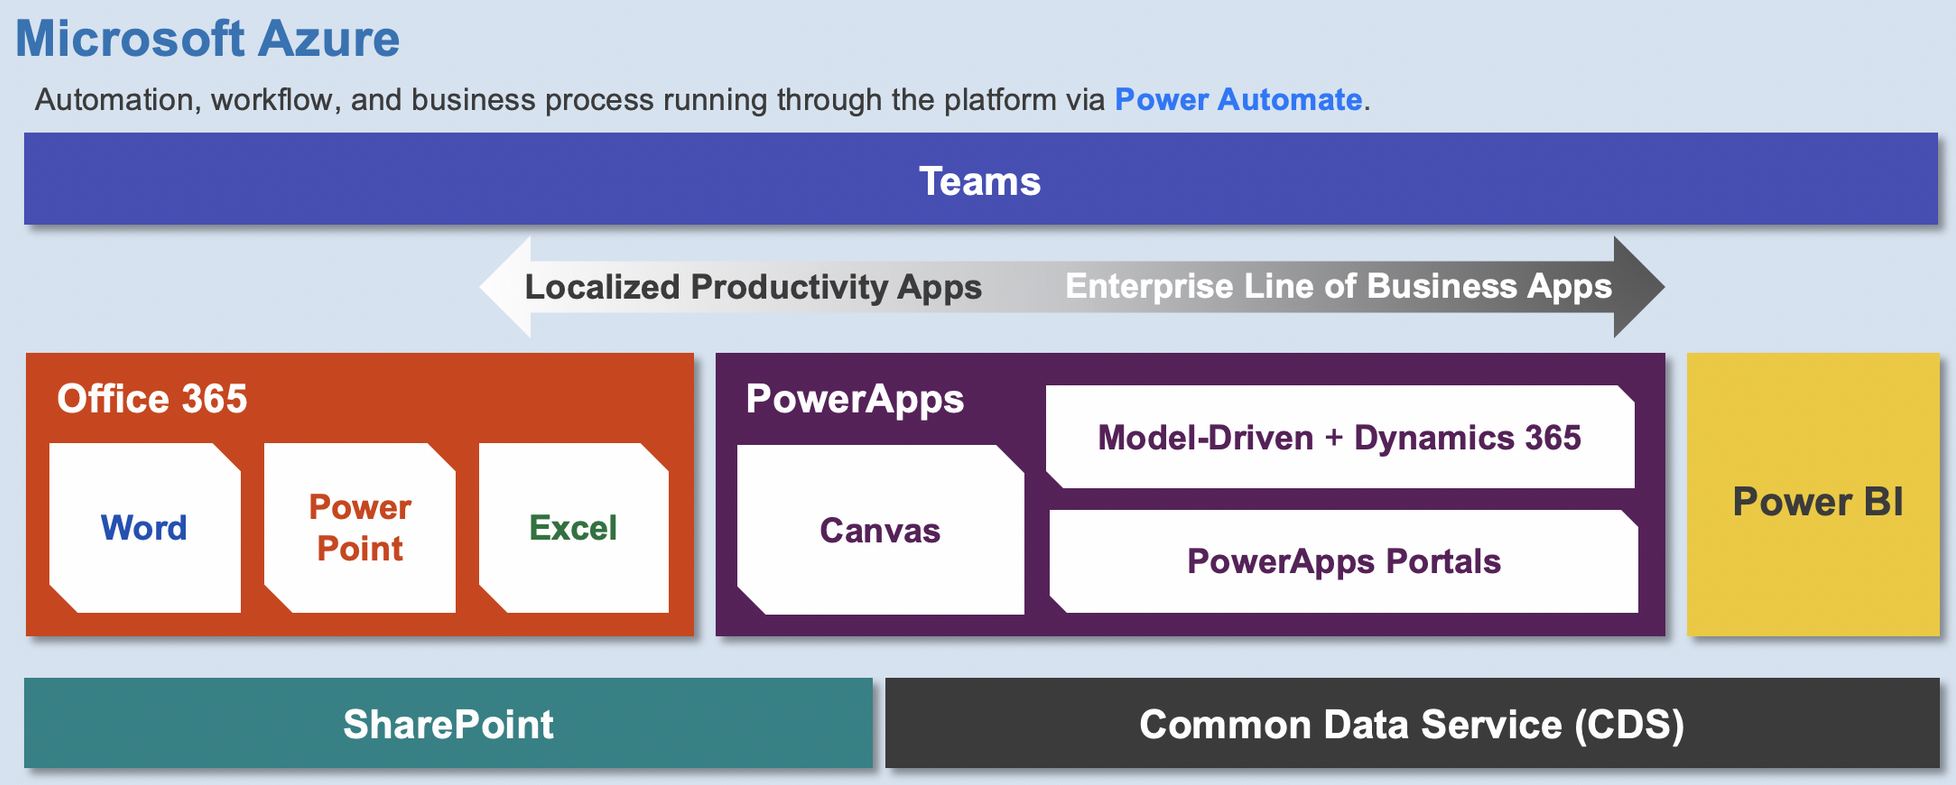 Microsoft Azure
Automation, workflow, and business process running through the platform via Power Automate.
Teams
Localized Productivity Apps
Enterprise Line of Business Apps
Office 365
Word
Power
Point
Excel
PowerApps
Canvas
Model-Driven + Dynamics 365
PowerApps Portals
Power BI
SharePoint
Common Data Service (CDS)